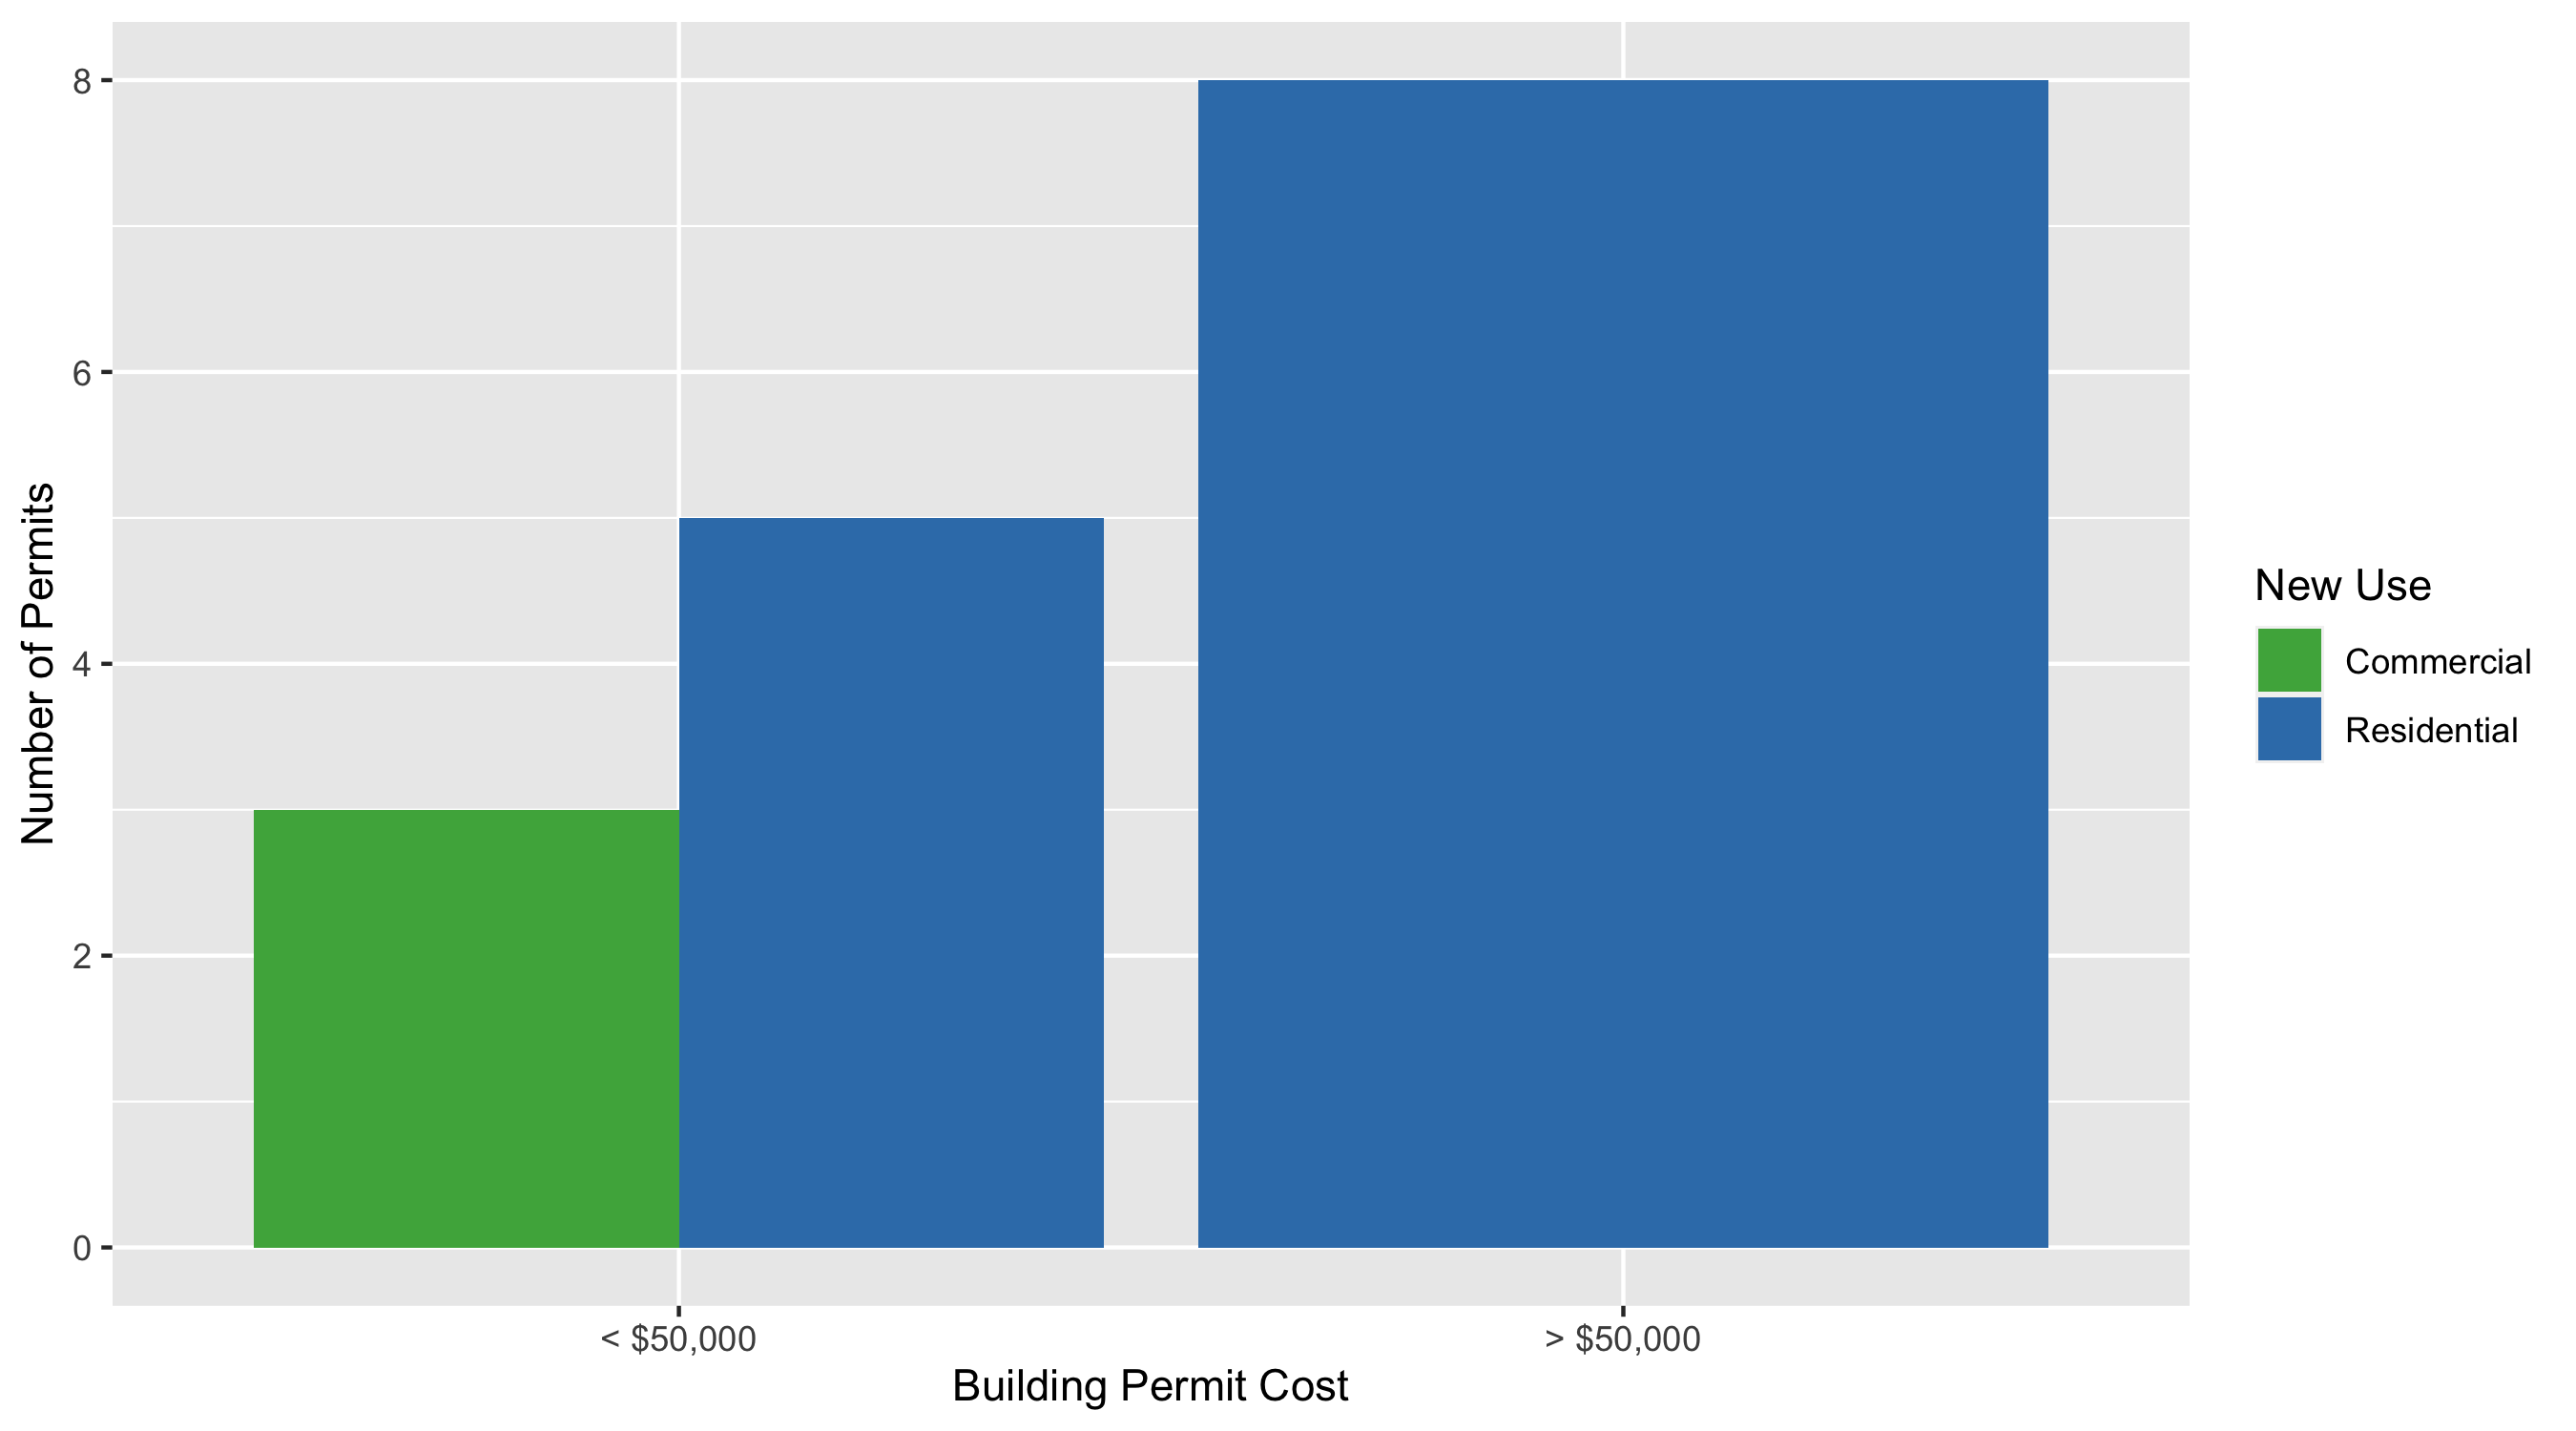 8
6
4
2
0
Number of Permits
< $50,000
> $50,000
Building Permit Cost
New Use
Commercial
Residential